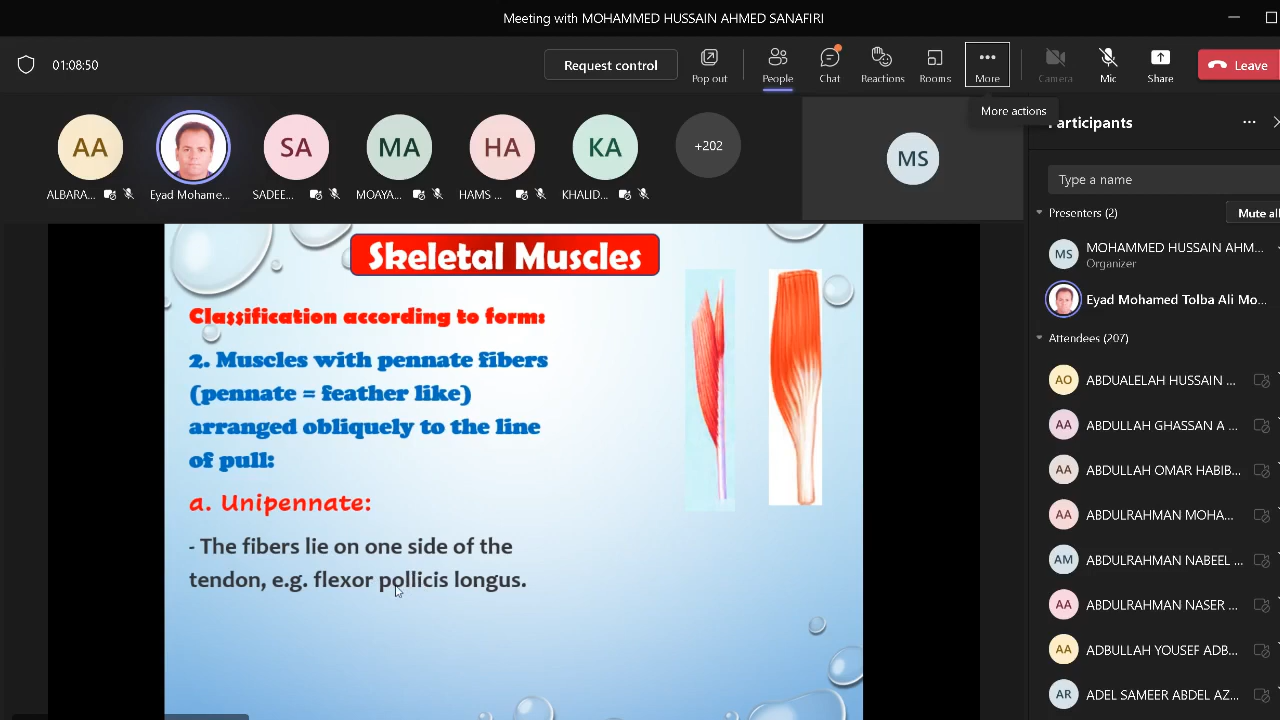 Meeting with MOHAMMED HUSSAIN AHMED SANAFIRI
01:08:50
Request control
Pop out
People
Chat
Reactions
Rooms
More
Camera
Mic
Share
Leave
More actions
AA
SA
MA
HA
KA
+202
MS
ALBARA...
Eyad Mohame...
SADEE...
MOAYA...
HAMS ...
KHALID...
Participants
Type a name
Presenters (2)
Mute all
MS
MOHAMMED HUSSAIN AHM...
Organizer
Eyad Mohamed Tolba Ali Mo...
Attendees (207)
AO
ABDUALELAH HUSSAIN ...
AA
ABDULLAH GHASSAN A ...
AA
ABDULLAH OMAR HABIB...
AA
ABDULRAHMAN MOHA...
AM
ABDULRAHMAN NABEEL ...
AA
ABDULRAHMAN NASER ...
AA
ADBULLAH YOUSEF ADB...
AR
ADEL SAMEER ABDEL AZ...
Skeletal Muscles
Classification according to form:
2. Muscles with pennate fibers
(pennate = feather like)
arranged obliquely to the line
of pull:
a. Unipennate:
- The fibers lie on one side of the
tendon, e.g. flexor pollicis longus.